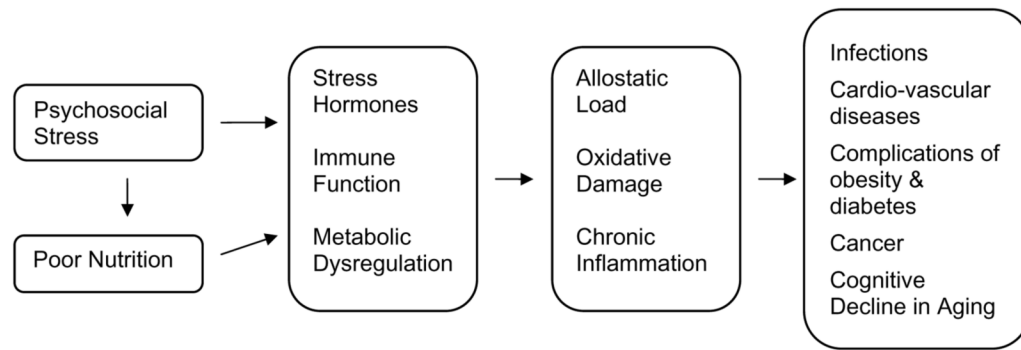 Psychosocial
Stress
Poor Nutrition
Stress
Hormones
Immune
Function
Metabolic
Dysregulation
Allostatic
Load
Oxidative
Damage
Chronic
Inflammation
Infections
Cardio-vascular
diseases
Complications of
obesity &
diabetes
Cancer
Cognitive
Decline in Aging